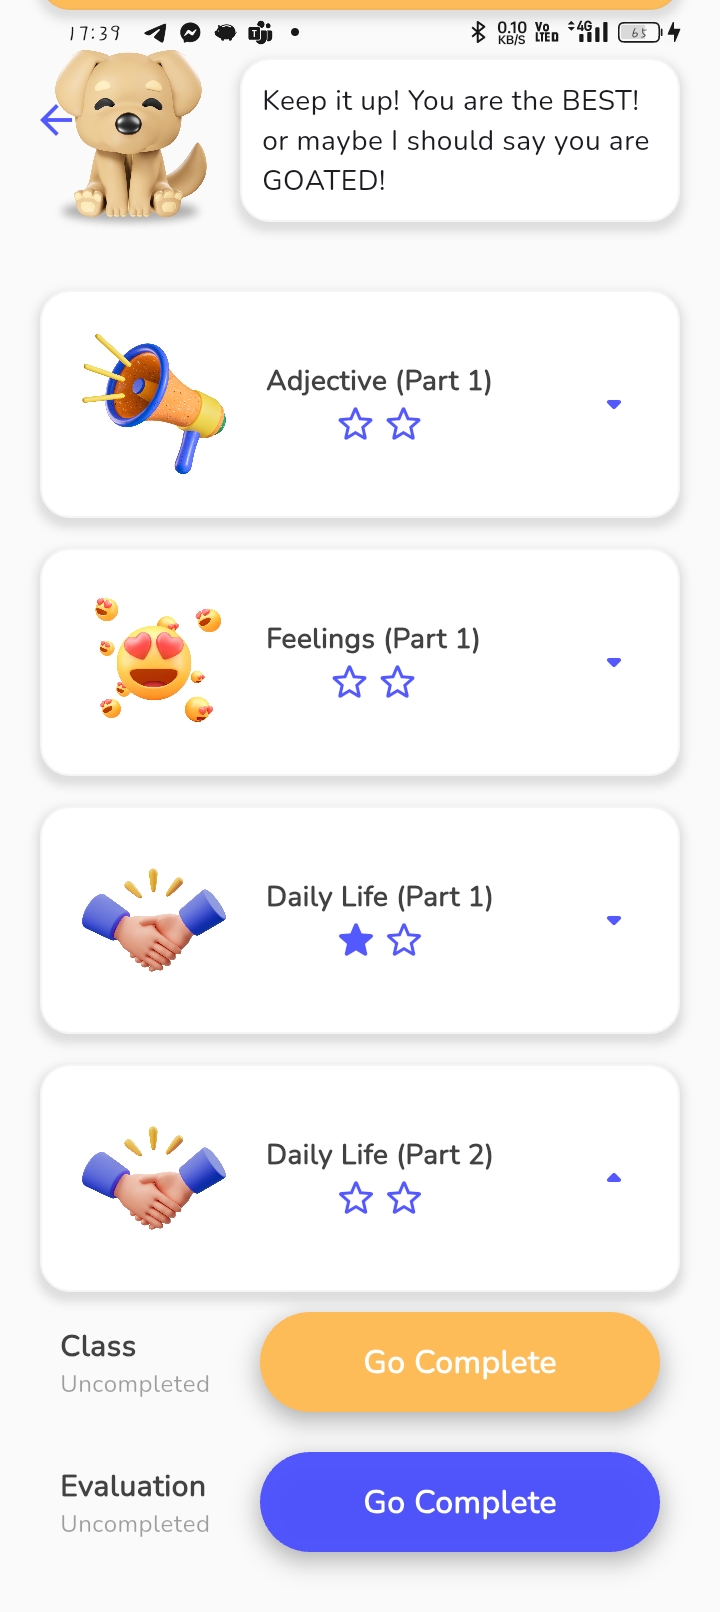 17:39
0.10 KB/S
Vo LTED
4G
65
Keep it up! You are the BEST!
or maybe I should say you are
GOATED!
Adjective (Part 1)
Feelings (Part 1)
Daily Life (Part 1)
Daily Life (Part 2)
Class
Uncompleted
Go Complete
Evaluation
Uncompleted
Go Complete